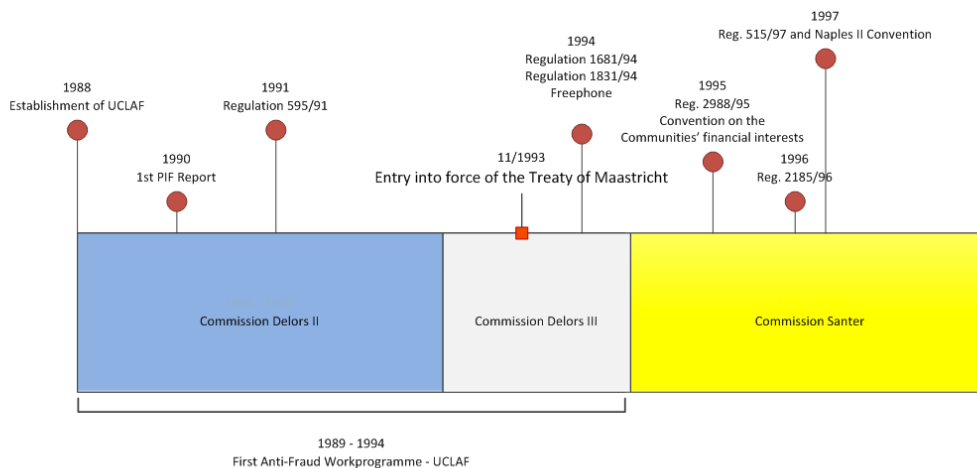 1988
Establishment of UCLAF
1990
1st PIF Report
1991
Regulation 595/91
11/1993
Entry into force of the Treaty of Maastricht
1994
Regulation 1681/94
Regulation 1831/94
Freephone
1995
Reg. 2988/95
Convention on the
Communities' financial interests
1996
Reg. 2185/96
1997
Reg. 515/97 and Naples II Convention
Commission Delors II
Commission Delors III
Commission Santer
1989 - 1994
First Anti-Fraud Workprogramme - UCLAF